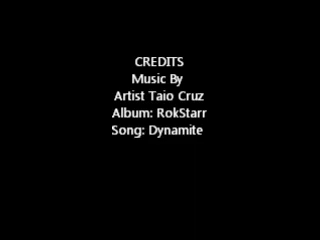 CREDITS
Music By
Artist Taio Cruz
Album: RokStarr
Song: Dynamite